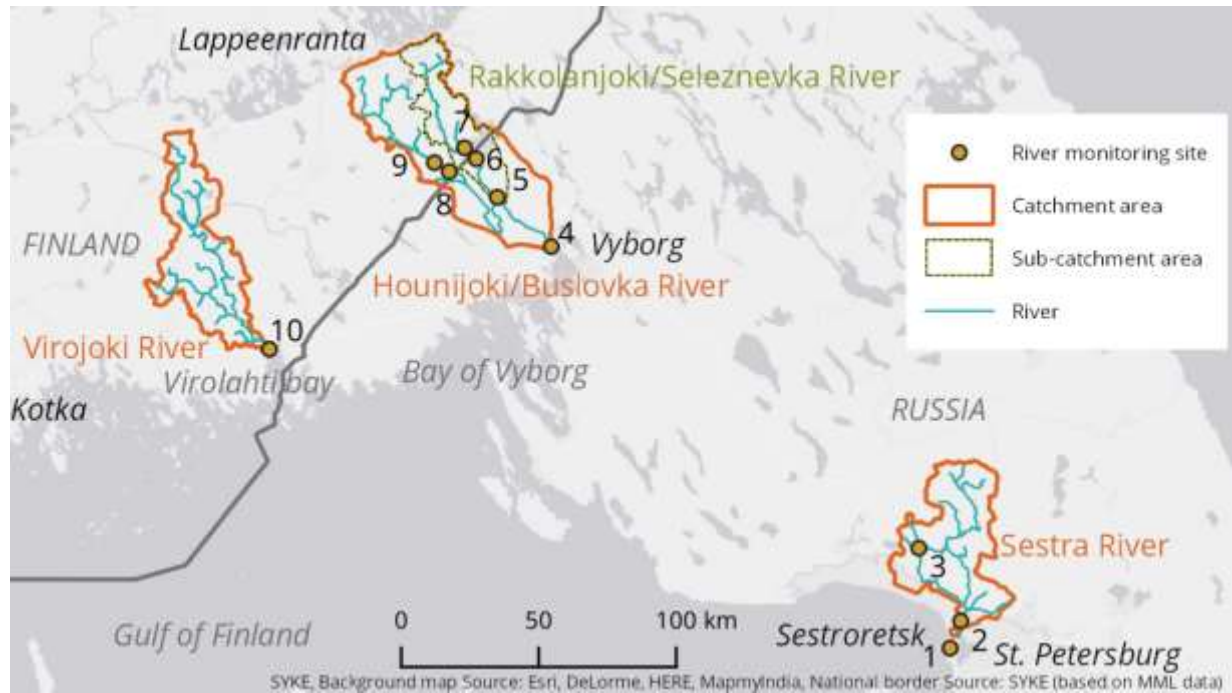 Lappeenranta
Rakkolanjoki/Seleznevka River
7
9
6
5
8
4
Vyborg
FINLAND
Hounijoki/Buslovka River
10
Virojoki River
Virolahti bay
Bay of Vyborg
Kotka
River monitoring site
Catchment area
Sub-catchment area
River
RUSSIA
Sestra River
3
0 50 100 km
Gulf of Finland
Sestroretsk
1
2
St. Petersburg
SYKE, Background map Source: Esri, DeLorme, HERE, MapmyIndia, National border Source: SYKE (based on MML data)